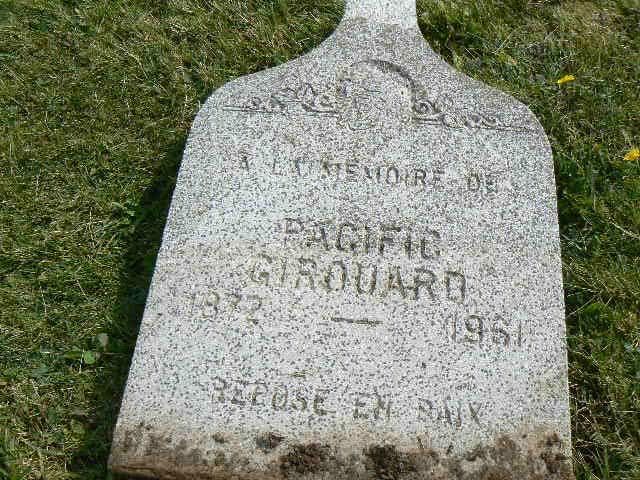 A LA MEMOIRE DE
PACIFIC
GIROUARD
1872 — 1961
REPOSE EN PAIX